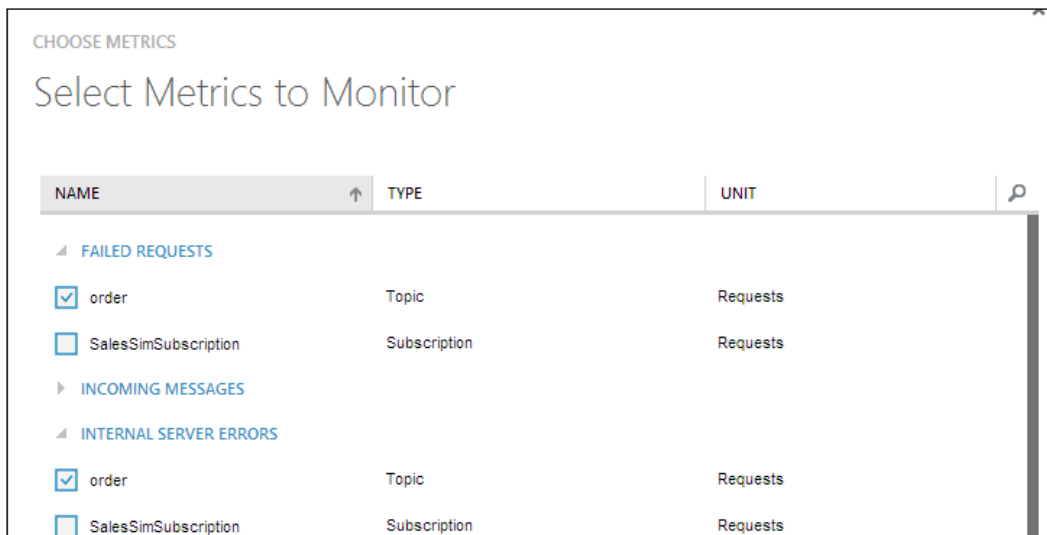 CHOOSE METRICS
Select Metrics to Monitor
NAME TYPE UNIT
FAILED REQUESTS
order Topic Requests
SalesSimSubscription Subscription Requests
INCOMING MESSAGES
INTERNAL SERVER ERRORS
order Topic Requests
SalesSimSubscription Subscription Requests